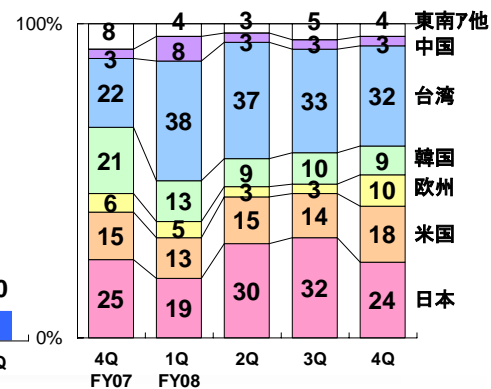 100%
8 4 3 5 4 東南ア他
3 8 3 3 3 中国
22 38 37 33 32 台湾
21 13 9 10 9 韓国
6 5 3 3 10 欧州
15 13 15 14 18 米国
25 19 30 32 24 日本
0
0%
Q
4Q 1Q 2Q 3Q 4Q
FY07 FY08